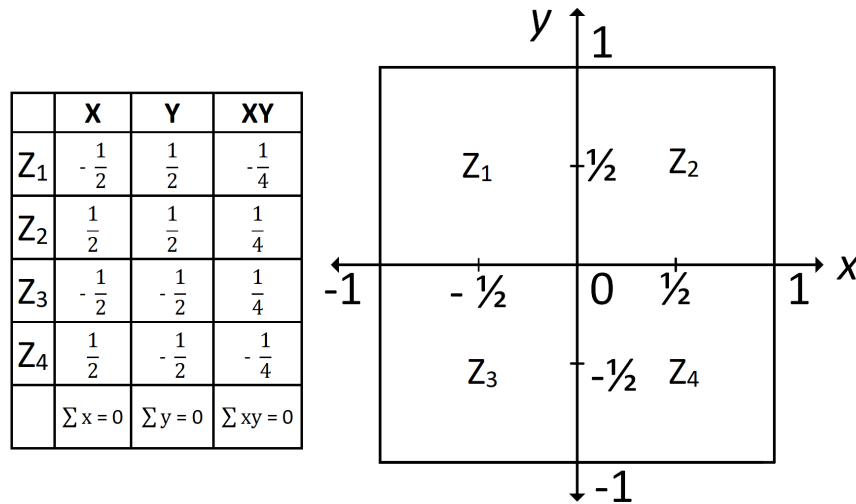 X Y XY
Z₁ -1/2 1/2 -1/4
Z₂ 1/2 1/2 1/4
Z₃ -1/2 -1/2 1/4
Z₄ 1/2 -1/2 -1/4
∑ x = 0 ∑ y = 0 ∑ xy = 0
y
1
Z₁ ½ Z₂
x
-1 - ½ 0 ½ 1
Z₃ -½ Z₄
-1